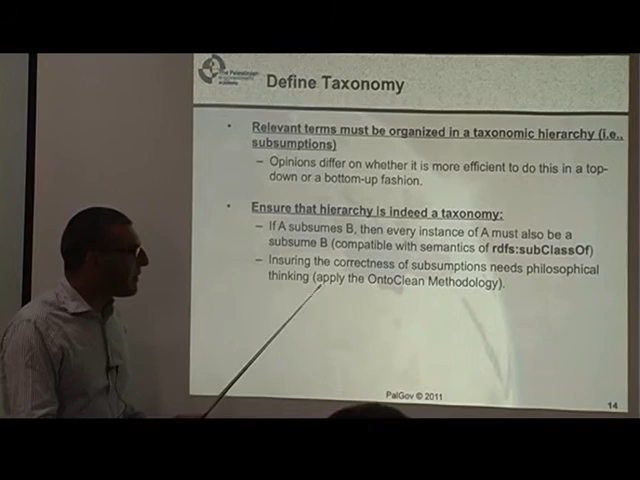 The Palestinian
Define Taxonomy
• Relevant terms must be organized in a taxonomic hierarchy (i.e.,
subsumptions)
– Opinions differ on whether it is more efficient to do this in a top-
down or a bottom-up fashion.
• Ensure that hierarchy is indeed a taxonomy:
– If A subsumes B, then every instance of A must also be a
subsume B (compatible with semantics of rdfs:subClassOf)
– Insuring the correctness of subsumptions needs philosophical
thinking (apply the OntoClean Methodology).
PalGov © 2011
14